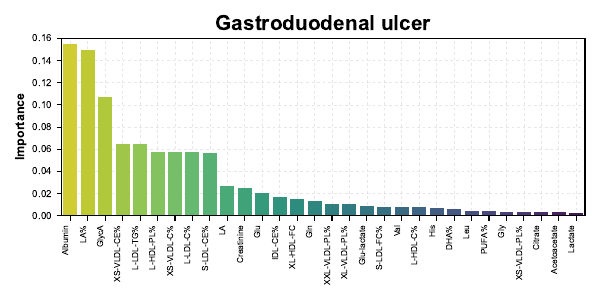 Gastroduodenal ulcer
Importance
0.16
0.14
0.12
0.10
0.08
0.06
0.04
0.02
0.00
Albumin
LA%
GlycA
XS-VLDL-CE%
L-LDL-TG%
L-HDL-PL%
XS-VLDL-C%
L-LDL-C%
S-LDL-CE%
LA
Creatinine
Glu
IDL-CE%
XL-HDL-FC
Gln
XXL-VLDL-PL%
XL-VLDL-PL%
Glu-lactate
S-LDL-FC%
Val
L-HDL-C%
His
DHA%
Leu
PUFA%
Gly
XS-VLDL-PL%
Citrate
Acetoacetate
Lactate